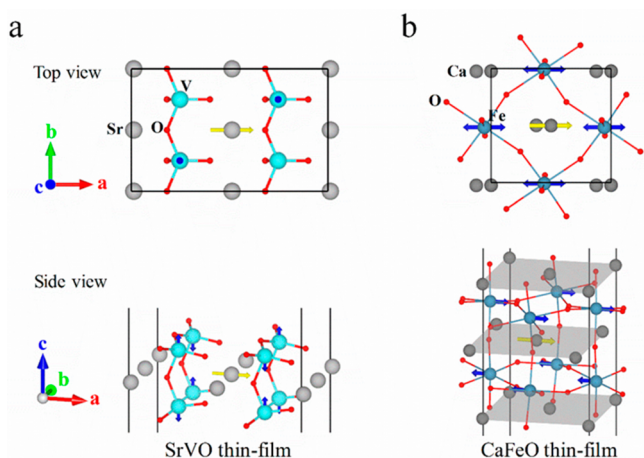 a
b
Top view
V
Sr
O
b
c
a
Ca
O
Fe
Side view
c
b
a
SrVO thin-film
CaFeO thin-film